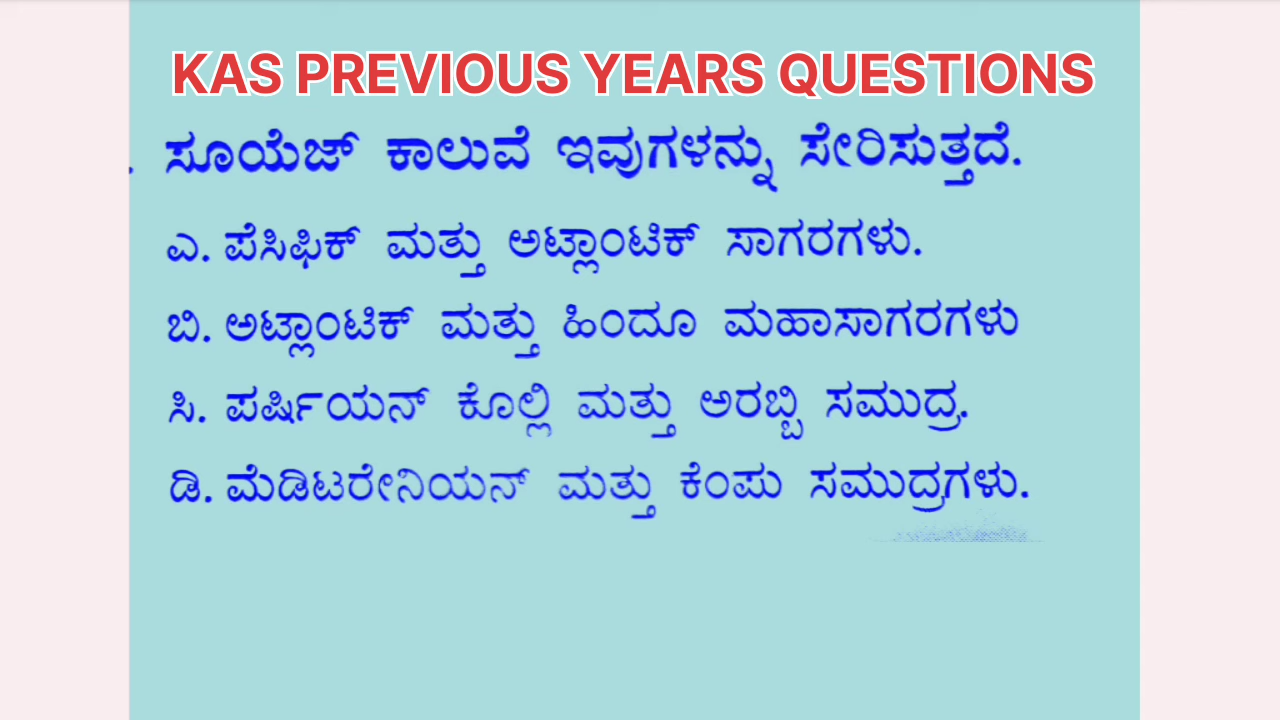 KAS PREVIOUS YEARS QUESTIONS
. ಸೂಯೆಜ್ ಕಾಲುವೆ ಇವುಗಳನ್ನು ಸೇರಿಸುತ್ತದೆ.
ಎ. ಪೆಸಿಫಿಕ್ ಮತ್ತು ಅಟ್ಲಾಂಟಿಕ್ ಸಾಗರಗಳು.
ಬಿ. ಅಟ್ಲಾಂಟಿಕ್ ಮತ್ತು ಹಿಂದೂ ಮಹಾಸಾಗರಗಳು
ಸಿ. ಪರ್ಷಿಯನ್ ಕೊಲ್ಲಿ ಮತ್ತು ಅರಬ್ಬಿ ಸಮುದ್ರ.
ಡಿ. ಮೆಡಿಟರೇನಿಯನ್ ಮತ್ತು ಕೆಂಪು ಸಮುದ್ರಗಳು.